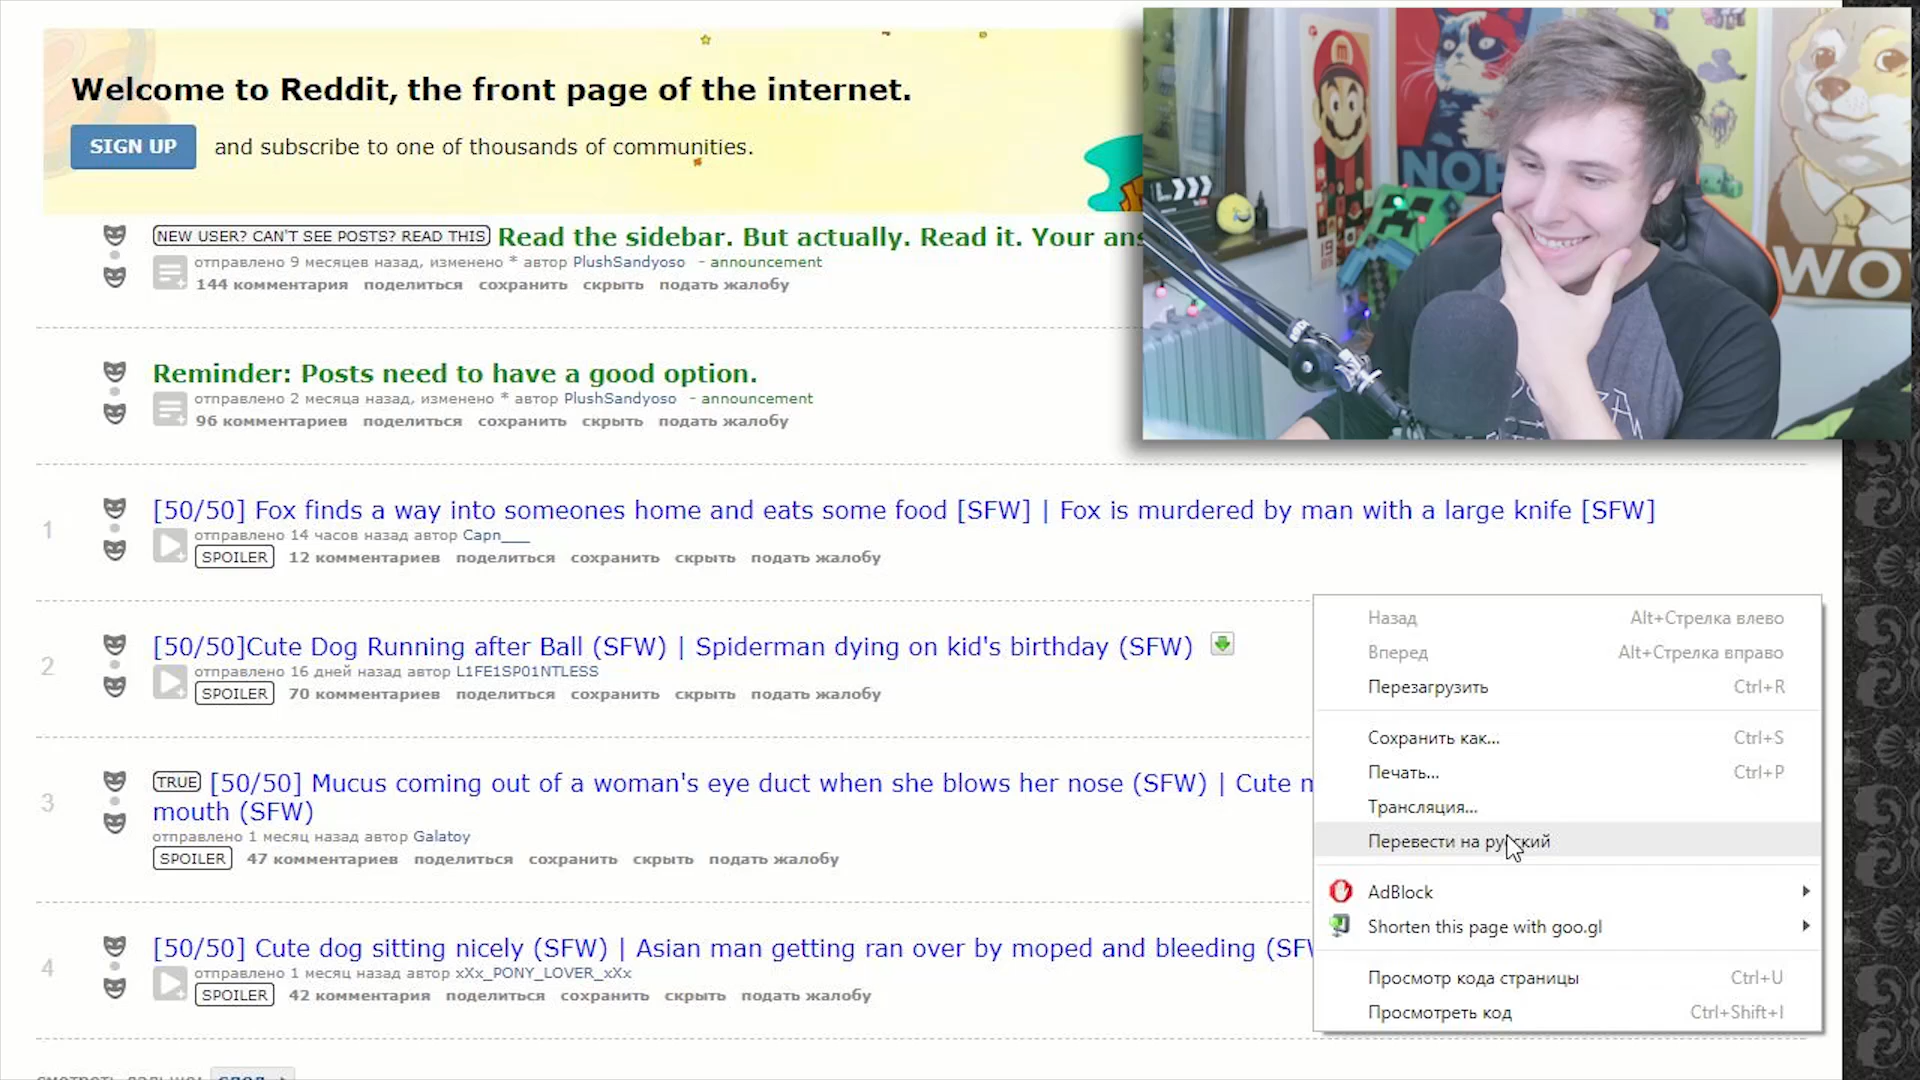 Welcome to Reddit, the front page of the internet.
SIGN UP and subscribe to one of thousands of communities.
NEW USER? CAN'T SEE POSTS? READ THIS Read the sidebar. But actually. Read it. Your
отправлено 9 месяцев назад, изменено * автор PlushSandyoso - announcement
144 комментария поделиться сохранить скрыть подать жалобу
Reminder: Posts need to have a good option.
отправлено 2 месяца назад, изменено * автор PlushSandyoso - announcement
96 комментариев поделиться сохранить скрыть подать жалобу
1
[50/50] Fox finds a way into someones home and eats some food [SFW] | Fox is murdered by man with a large knife [SFW]
отправлено 14 часов назад автор Capn___
SPOILER 12 комментариев поделиться сохранить скрыть подать жалобу
2
[50/50]Cute Dog Running after Ball (SFW) | Spiderman dying on kid's birthday (SFW)
отправлено 16 дней назад автор L1FE1SP01NTLESS
SPOILER 70 комментариев поделиться сохранить скрыть подать жалобу
3
TRUE [50/50] Mucus coming out of a woman's eye duct when she blows her nose (SFW) | Cute
mouth (SFW)
отправлено 1 месяц назад автор Galatoy
SPOILER 47 комментариев поделиться сохранить скрыть подать жалобу
4
[50/50] Cute dog sitting nicely (SFW) | Asian man getting ran over by moped and bleeding
отправлено 1 месяц назад автор xXx_PONY_LOVER_xXx
SPOILER 42 комментария поделиться сохранить скрыть подать жалобу
смотреть дальше: след.
Назад Alt+Стрелка влево
Вперед Alt+Стрелка вправо
Перезагрузить Ctrl+R
Сохранить как... Ctrl+S
Печать... Ctrl+P
Трансляция...
Перевести на русский
AdBlock
Shorten this page with goo.gl
Просмотр кода страницы Ctrl+U
Просмотреть код Ctrl+Shift+I
WOW